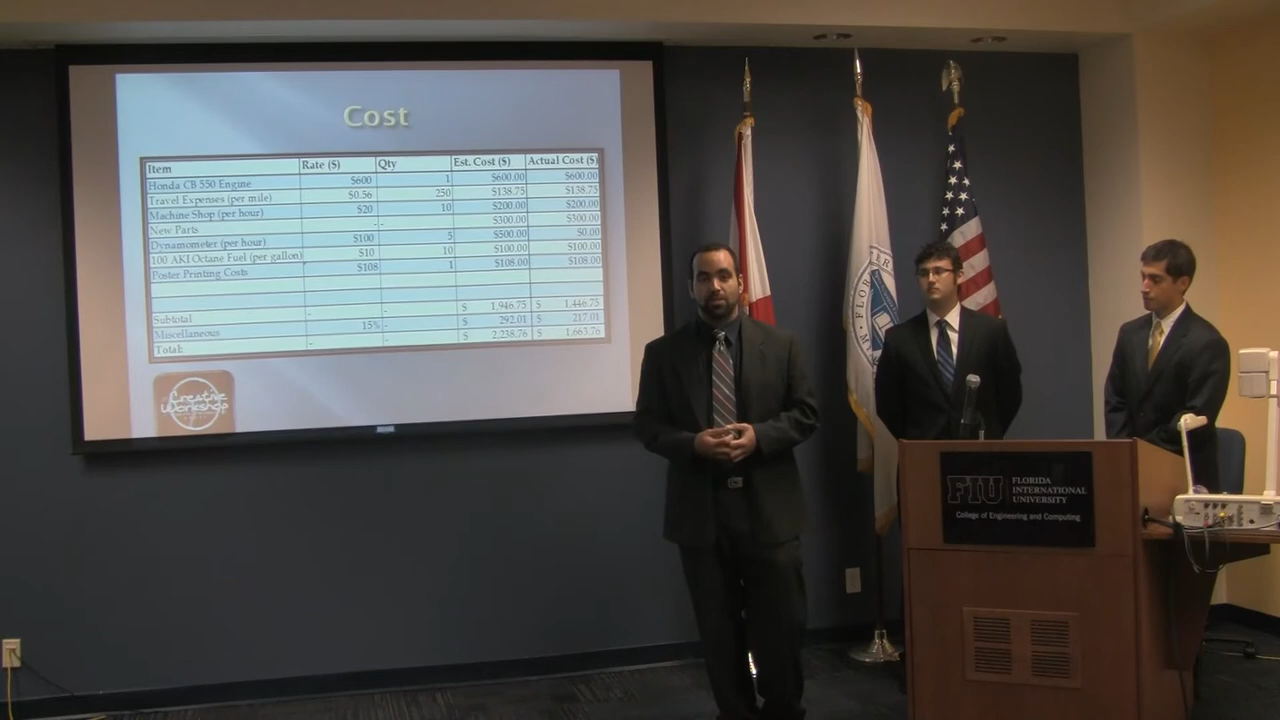 Cost
Item Rate ($) Qty Est. Cost ($) Actual Cost ($)
Honda CB 550 Engine $600 1 $600.00 $600.00
Travel Expenses (per mile) $0.56 250 $138.75 $138.75
Machine Shop (per hour) $20 10 $200.00 $200.00
New Parts - - $300.00 $300.00
Dynamometer (per hour) $100 5 $500.00 $0.00
100 AKI Octane Fuel (per gallon) $10 10 $100.00 $100.00
Poster Printing Costs $108 1 $108.00 $108.00
Subtotal - - $ 1,946.75 $ 1,446.75
Miscellaneous 15% - $ 292.01 $ 217.01
Total: - - $ 2,238.76 $ 1,663.76
Creative
Workshop
FLOR
FIU FLORIDA
INTERNATIONAL
UNIVERSITY
College of Engineering and Computing